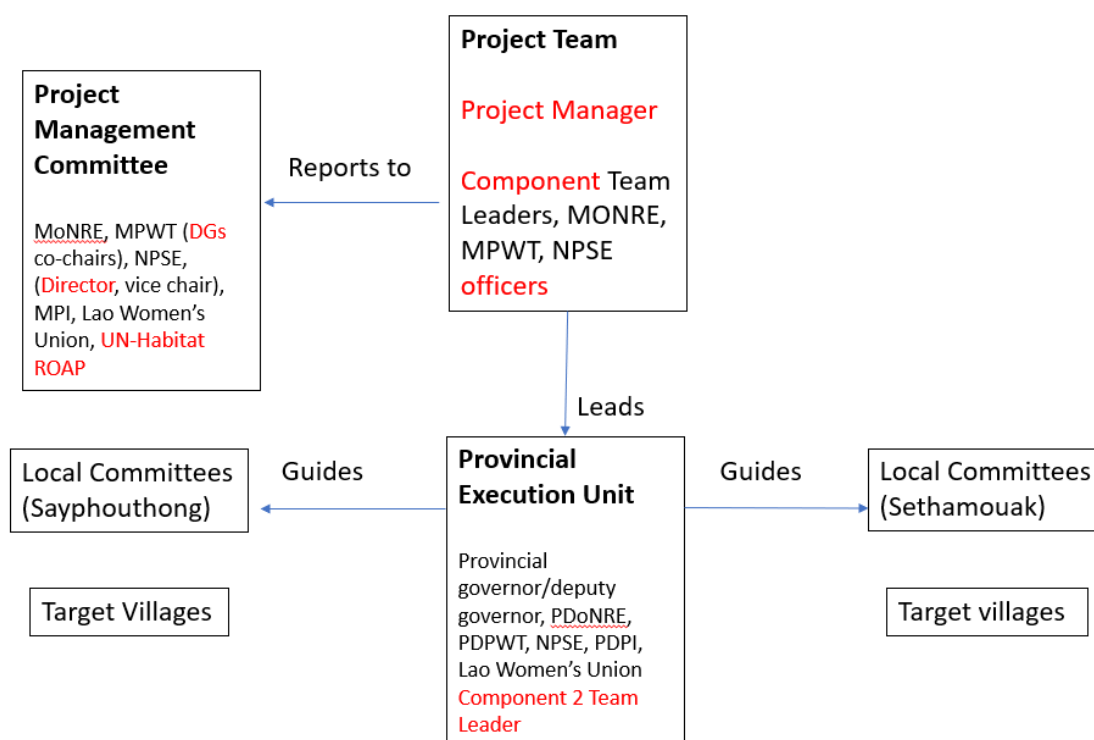 Project Team
Project Manager
Component Team
Leaders, MONRE,
MPWT, NPSE
officers
Project
Management
Committee
MoNRE, MPWT (DGs
co-chairs), NPSE,
(Director, vice chair),
MPI, Lao Women’s
Union, UN-Habitat
ROAP
Reports to
Leads
Local Committees
(Sayphouthong)
Guides
Provincial
Execution Unit
Provincial
governor/deputy
governor, PDoNRE,
PDPWT, NPSE, PDPI,
Lao Women’s Union
Component 2 Team
Leader
Guides
Local Committees
(Sethamouak)
Target Villages
Target villages